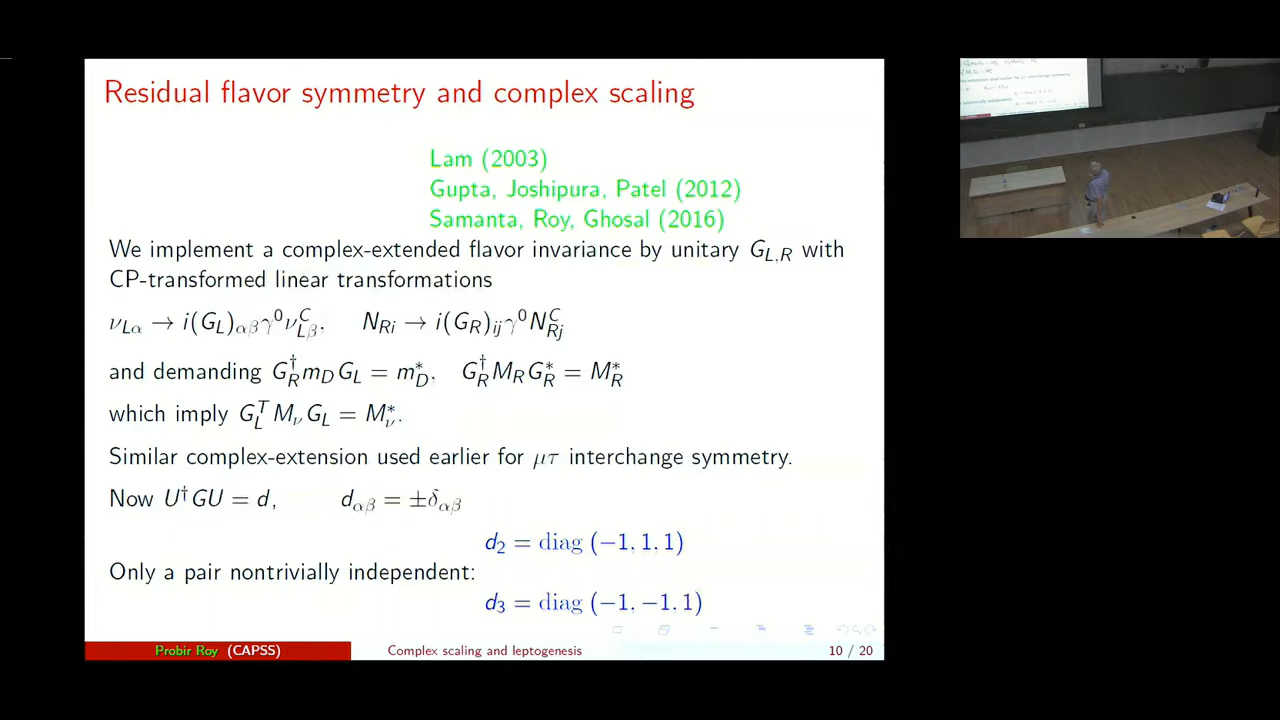 Residual flavor symmetry and complex scaling
Lam (2003)
Gupta, Joshipura, Patel (2012)
Samanta, Roy, Ghosal (2016)
We implement a complex-extended flavor invariance by unitary G_{L,R} with
CP-transformed linear transformations
ν_{Lα} → i(G_L)_{αβ}γ⁰ν^C_{Lβ},   N_{Ri} → i(G_R)_{ij}γ⁰N^C_{Rj}
and demanding G_R^† m_D G_L = m_D^*,   G_R^† M_R G_R^* = M_R^*
which imply G_L^T M_ν G_L = M_ν^*.
Similar complex-extension used earlier for μτ interchange symmetry.
Now U^†GU = d,   d_{αβ} = ±δ_{αβ}
d₂ = diag (−1, 1, 1)
Only a pair nontrivially independent:
d₃ = diag (−1, −1, 1)
Probir Roy (CAPSS)   Complex scaling and leptogenesis   10 / 20